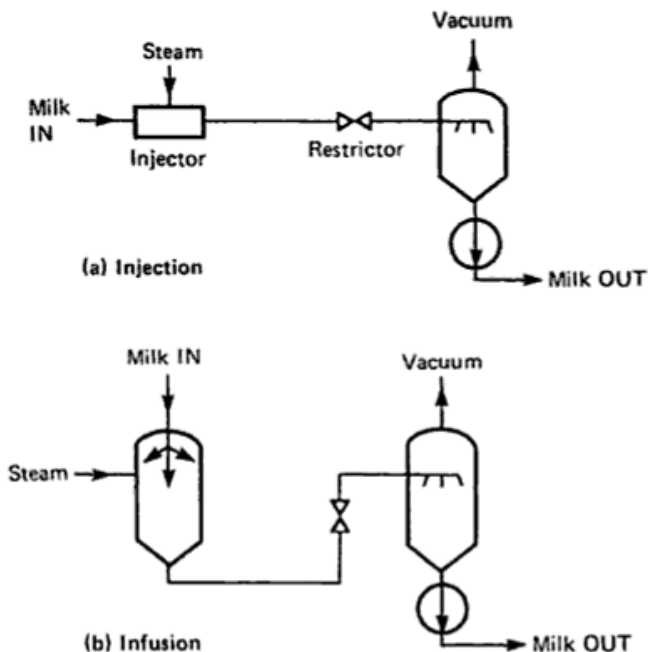 Vacuum
Steam
Milk
IN
Injector
Restrictor
(a) Injection
Milk OUT
Milk IN
Vacuum
Steam
(b) Infusion
Milk OUT